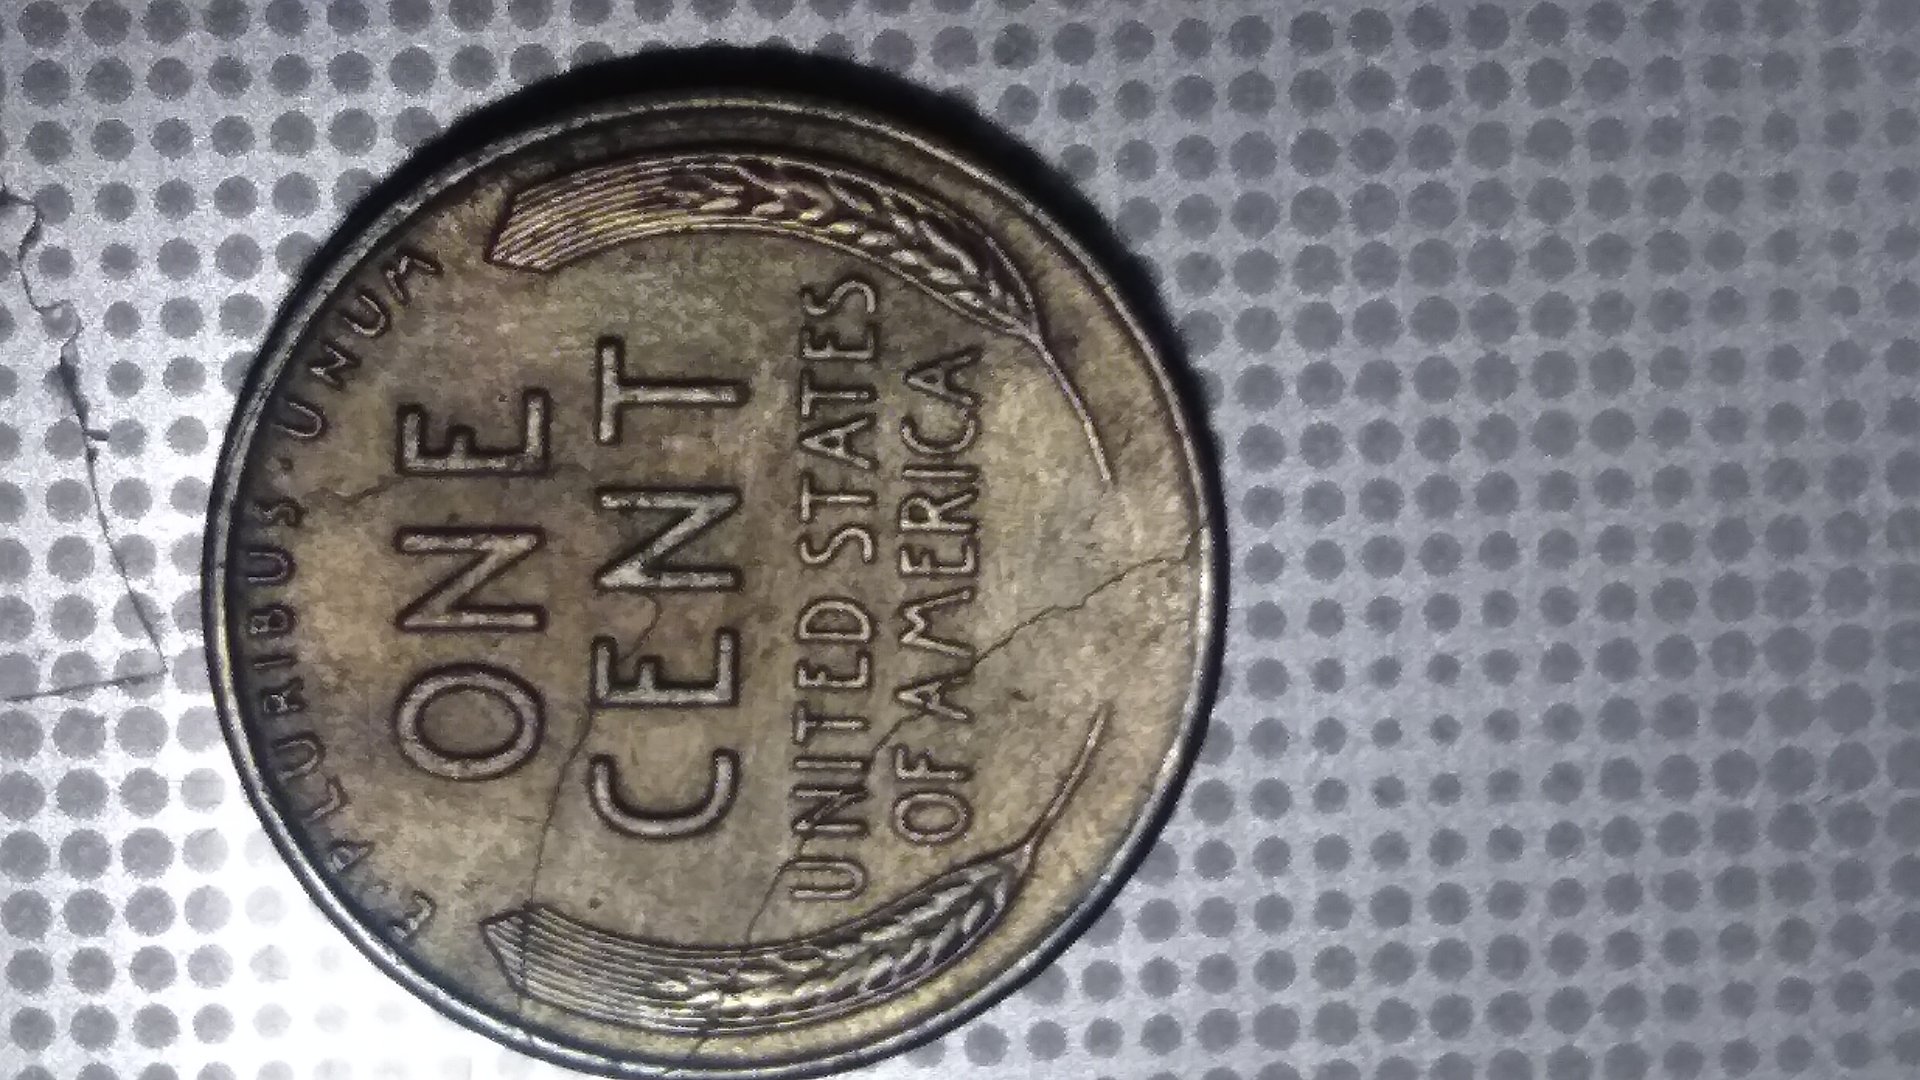 E · PLURIBUS · UNUM
ONE
CENT
UNITED STATES
OF AMERICA